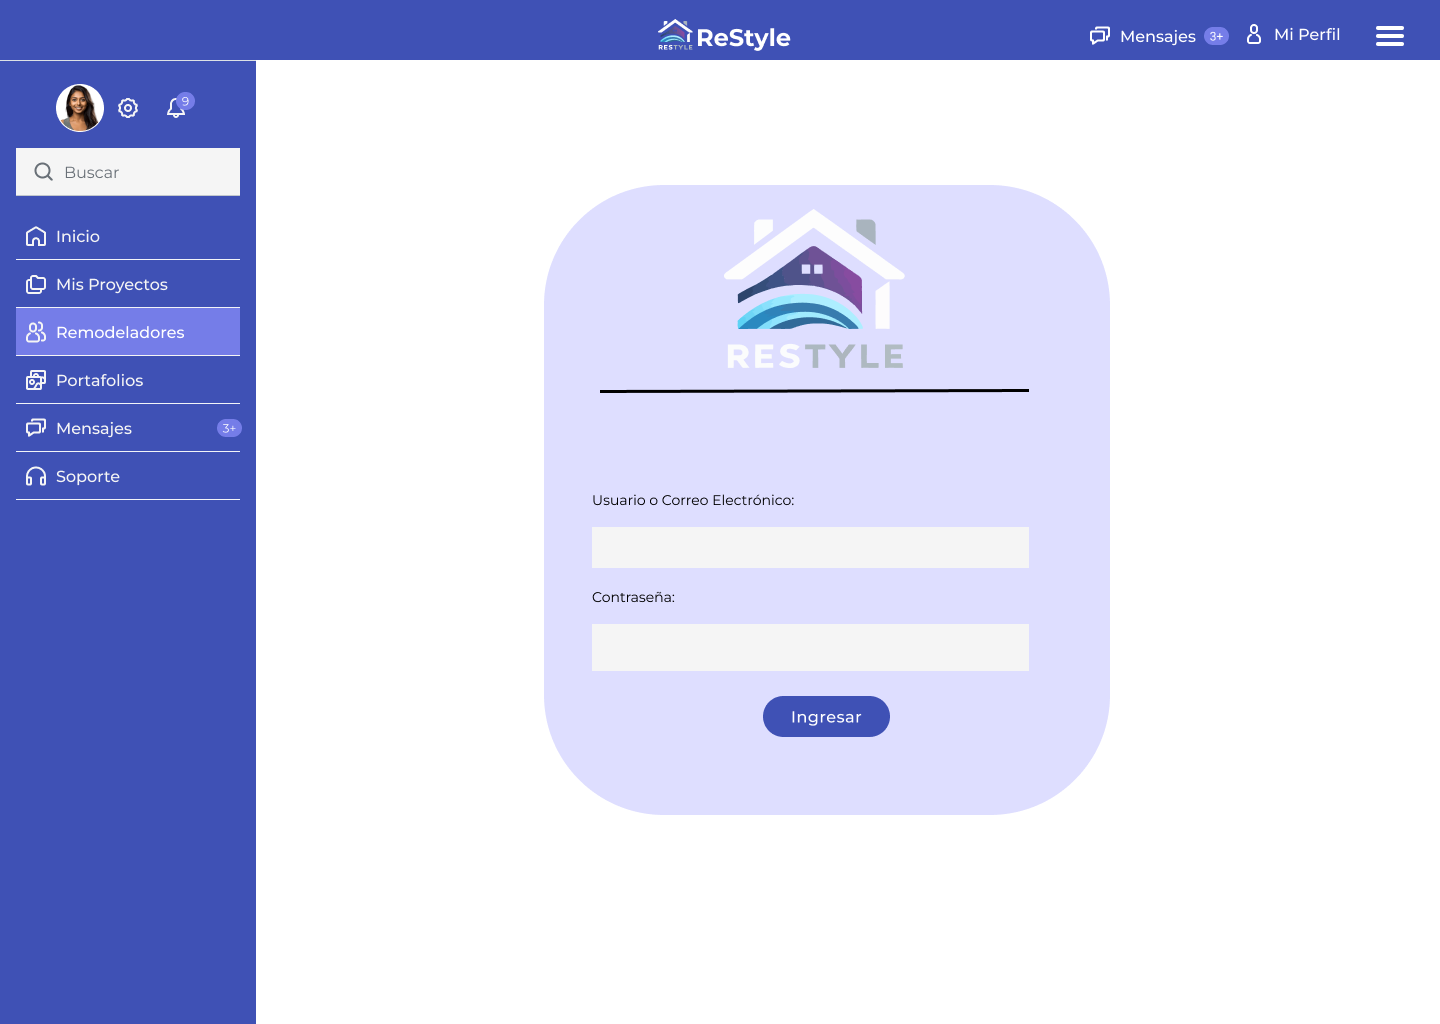 RESTYLE
ReStyle
Mensajes 3+
Mi Perfil
9
Buscar
Inicio
Mis Proyectos
Remodeladores
Portafolios
Mensajes 3+
Soporte
RESTYLE
Usuario o Correo Electrónico:
Contraseña:
Ingresar